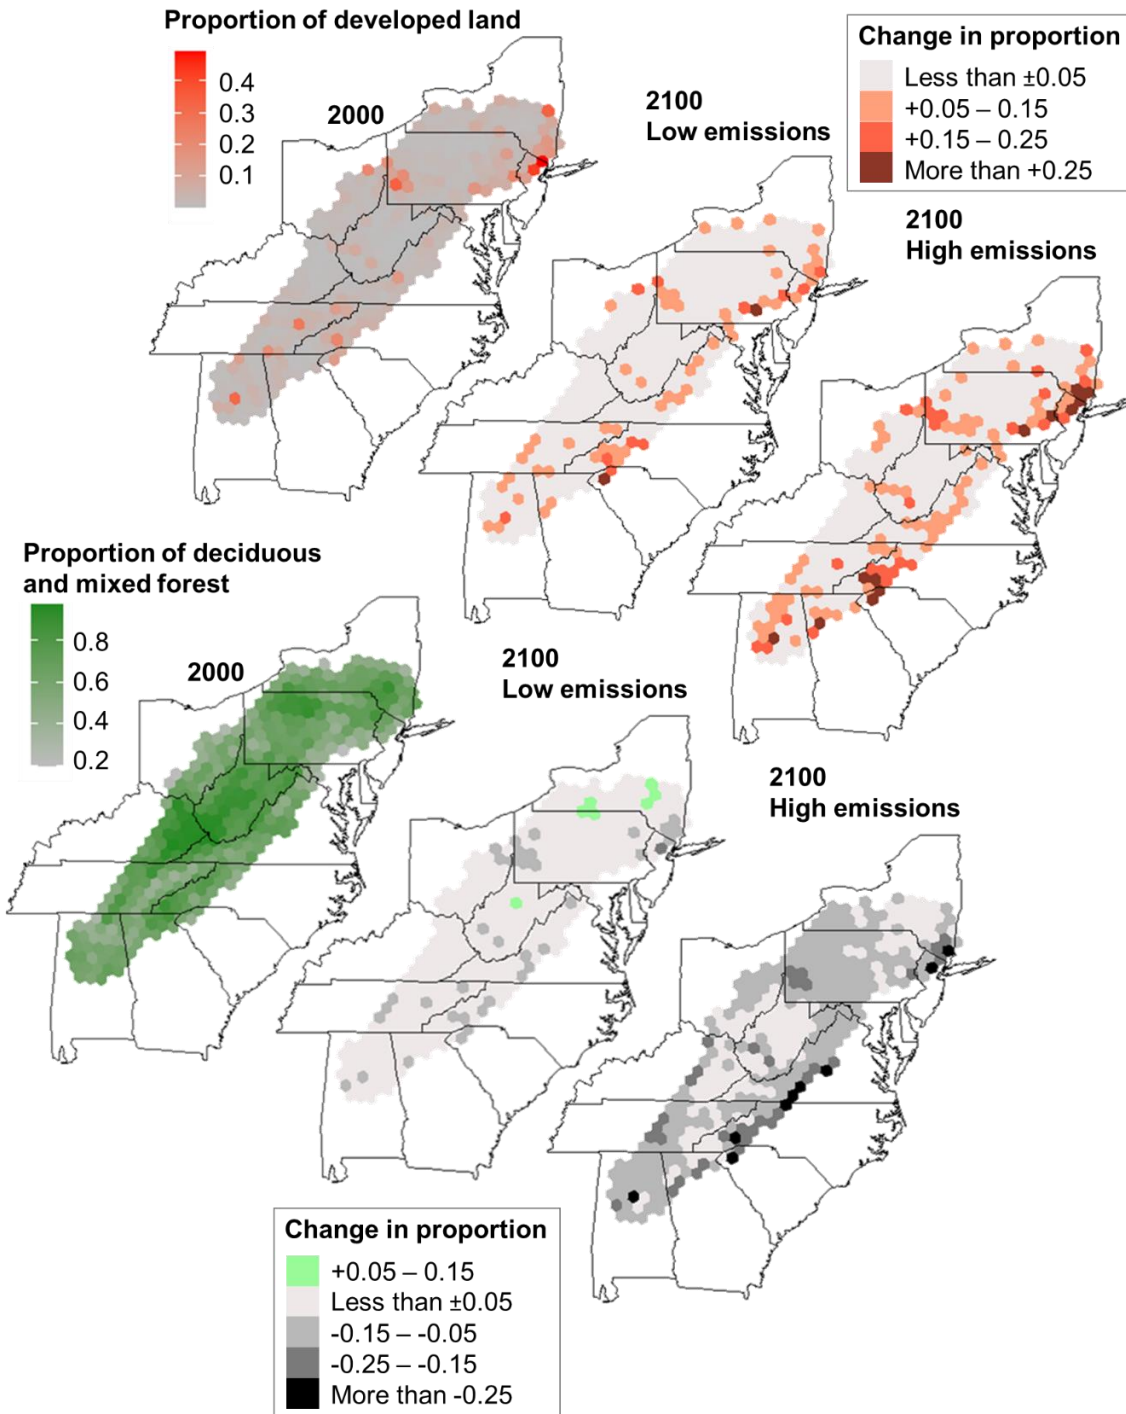 Proportion of developed land
0.4
0.3
0.2
0.1
2000
2100
Low emissions
Change in proportion
Less than ±0.05
+0.05 – 0.15
+0.15 – 0.25
More than +0.25
2100
High emissions
Proportion of deciduous
and mixed forest
0.8
0.6
0.4
0.2
2000
2100
Low emissions
2100
High emissions
Change in proportion
+0.05 – 0.15
Less than ±0.05
-0.15 – -0.05
-0.25 – -0.15
More than -0.25